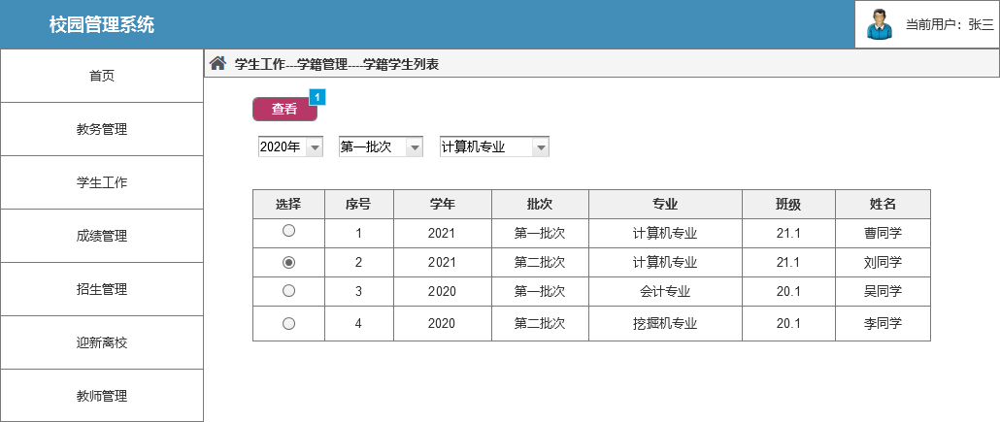 校园管理系统
当前用户：张三
首页
教务管理
学生工作
成绩管理
招生管理
迎新离校
教师管理
学生工作---学籍管理----学籍学生列表
查看
1
2020年 第一批次 计算机专业
选择 序号 学年 批次 专业 班级 姓名
1 2021 第一批次 计算机专业 21.1 曹同学
2 2021 第二批次 计算机专业 21.1 刘同学
3 2020 第一批次 会计专业 20.1 吴同学
4 2020 第二批次 挖掘机专业 20.1 李同学